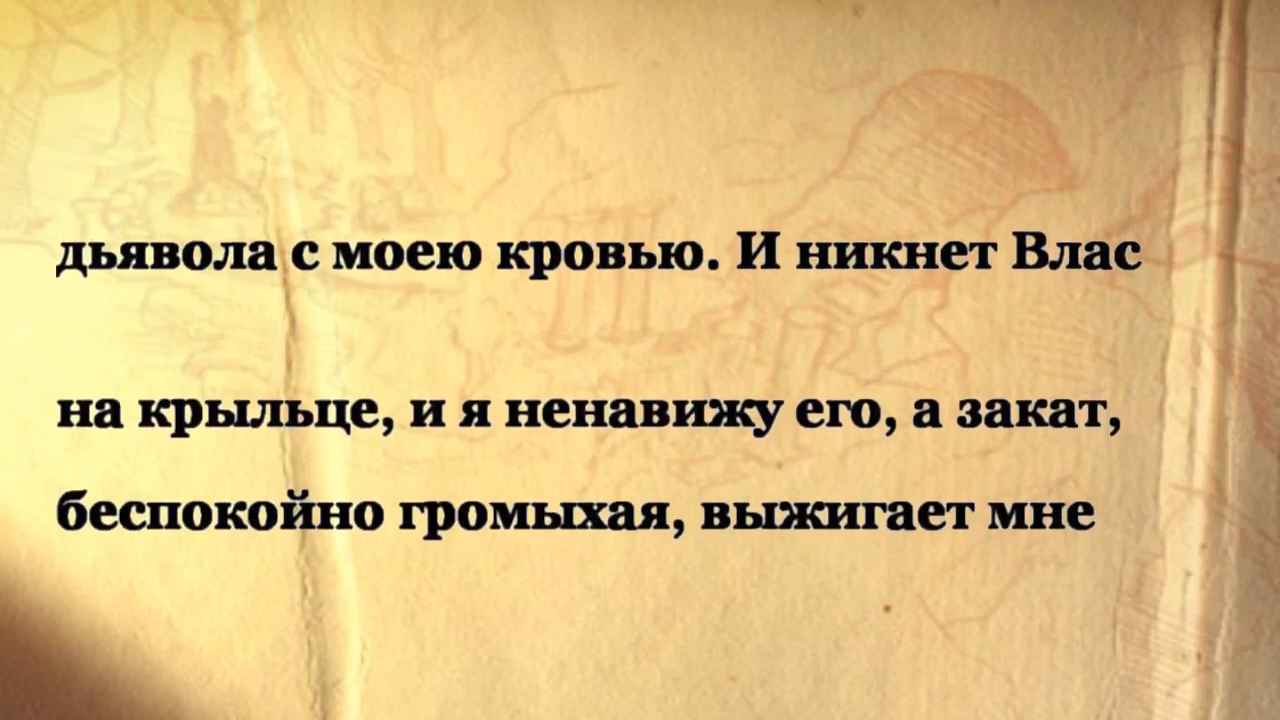 дьявола с моею кровью. И никнет Влас
на крыльце, и я ненавижу его, а закат,
беспокойно громыхая, выжигает мне